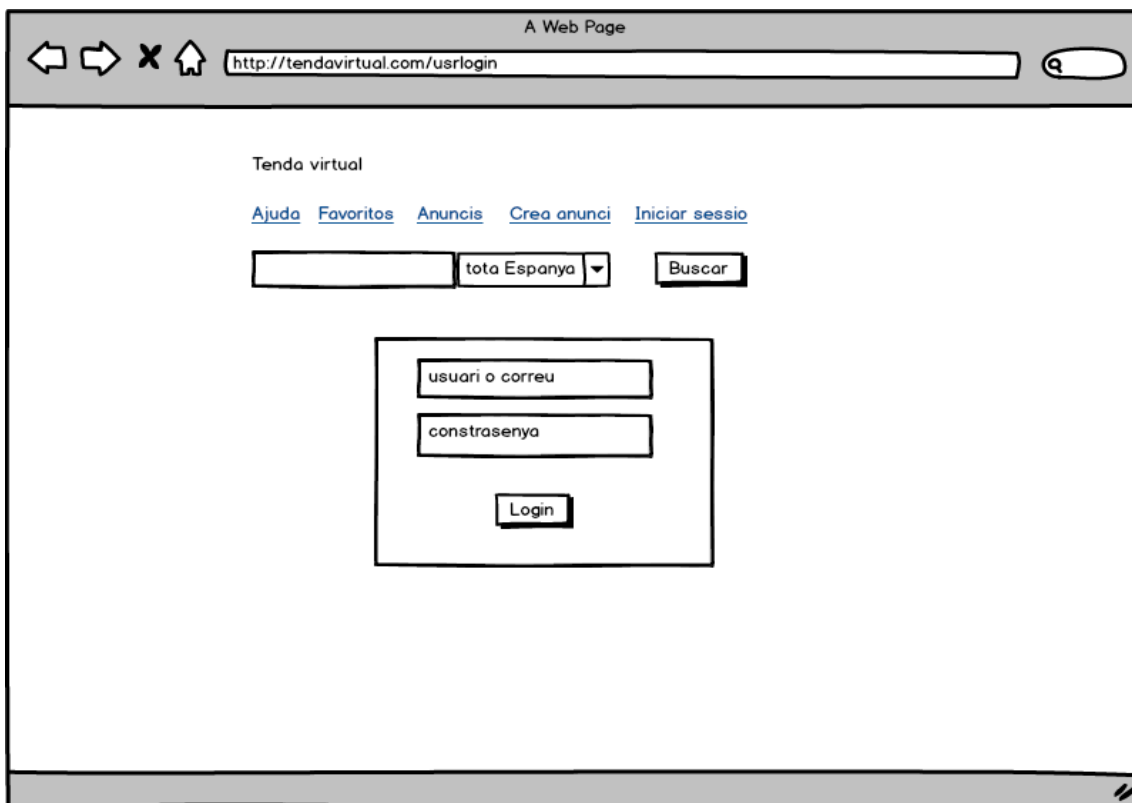 A Web Page
http://tendavirtual.com/usrlogin
Tenda virtual
Ajuda Favoritos Anuncis Crea anunci Iniciar sessio
tota Espanya Buscar
usuari o correu
constrasenya
Login